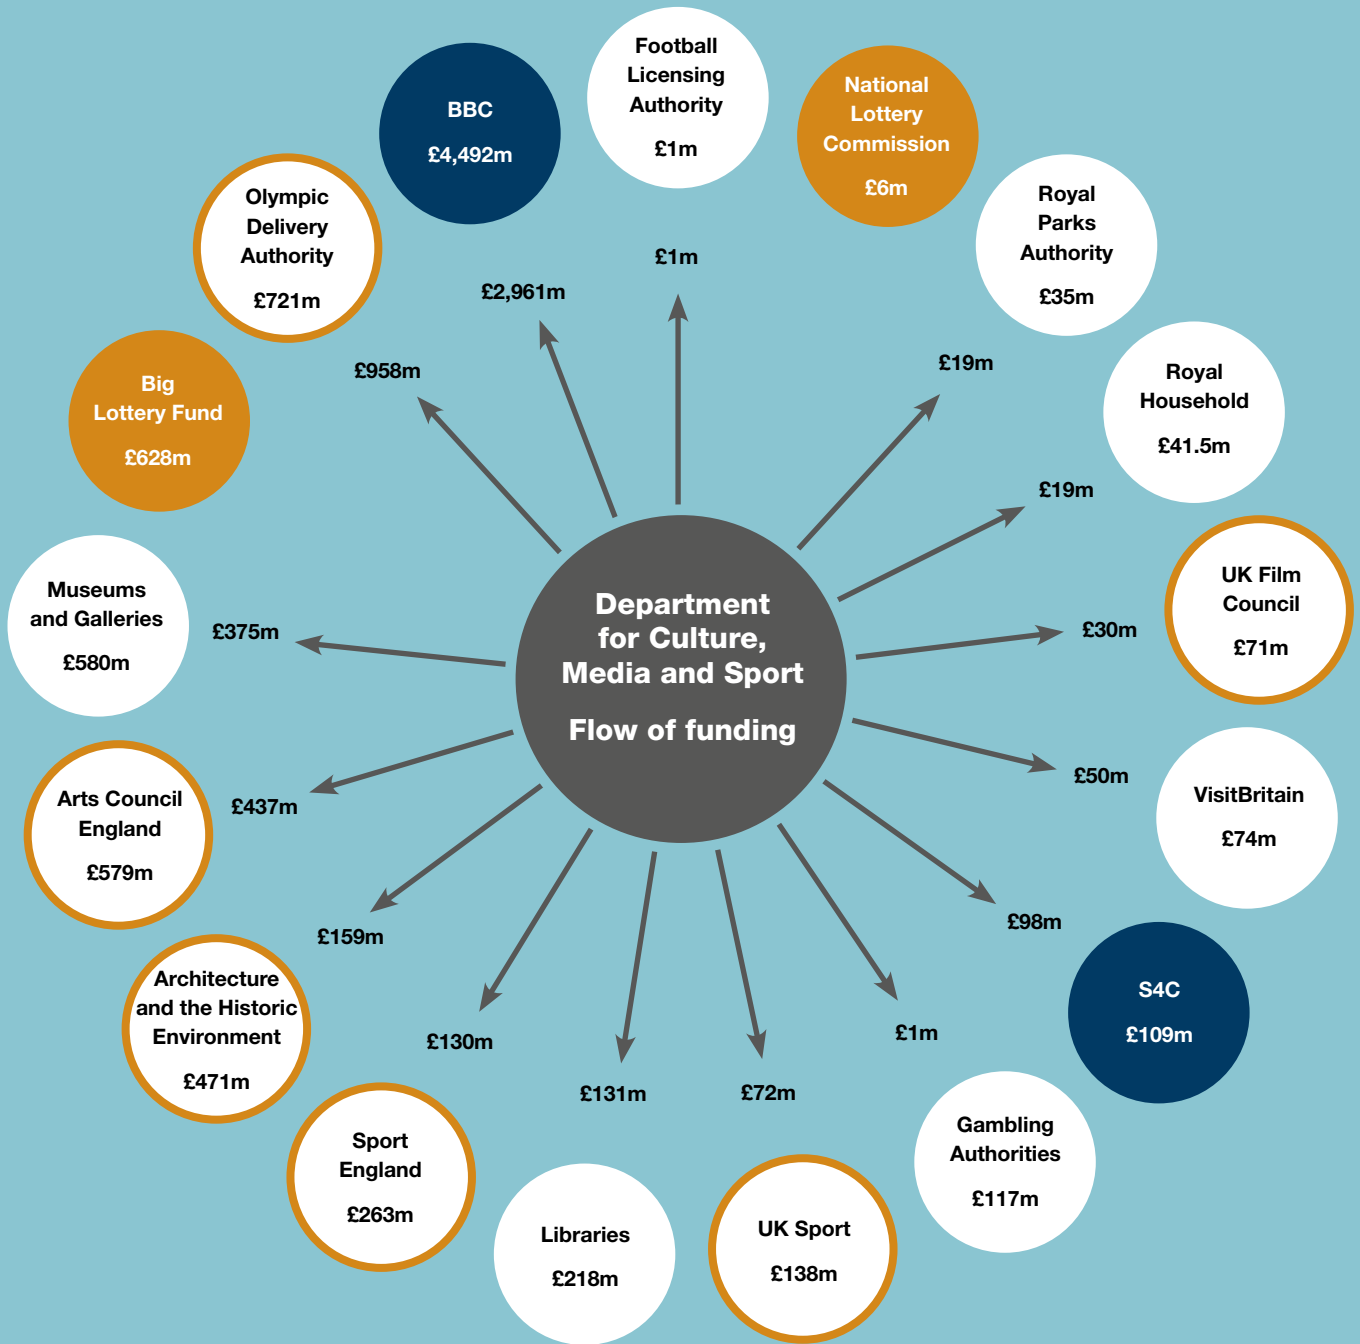 Football
Licensing
Authority
£1m
National
Lottery
Commission
£6m
Royal
Parks
Authority
£35m
Royal
Household
£41.5m
UK Film
Council
£71m
VisitBritain
£74m
S4C
£109m
Gambling
Authorities
£117m
UK Sport
£138m
Libraries
£218m
Sport
England
£263m
Architecture
and the Historic
Environment
£471m
Arts Council
England
£579m
Museums
and Galleries
£580m
Big
Lottery Fund
£628m
Olympic
Delivery
Authority
£721m
BBC
£4,492m
£1m
£19m
£19m
£30m
£50m
£98m
£1m
£72m
£131m
£130m
£159m
£437m
£375m
£958m
£2,961m
Department
for Culture,
Media and Sport
Flow of funding